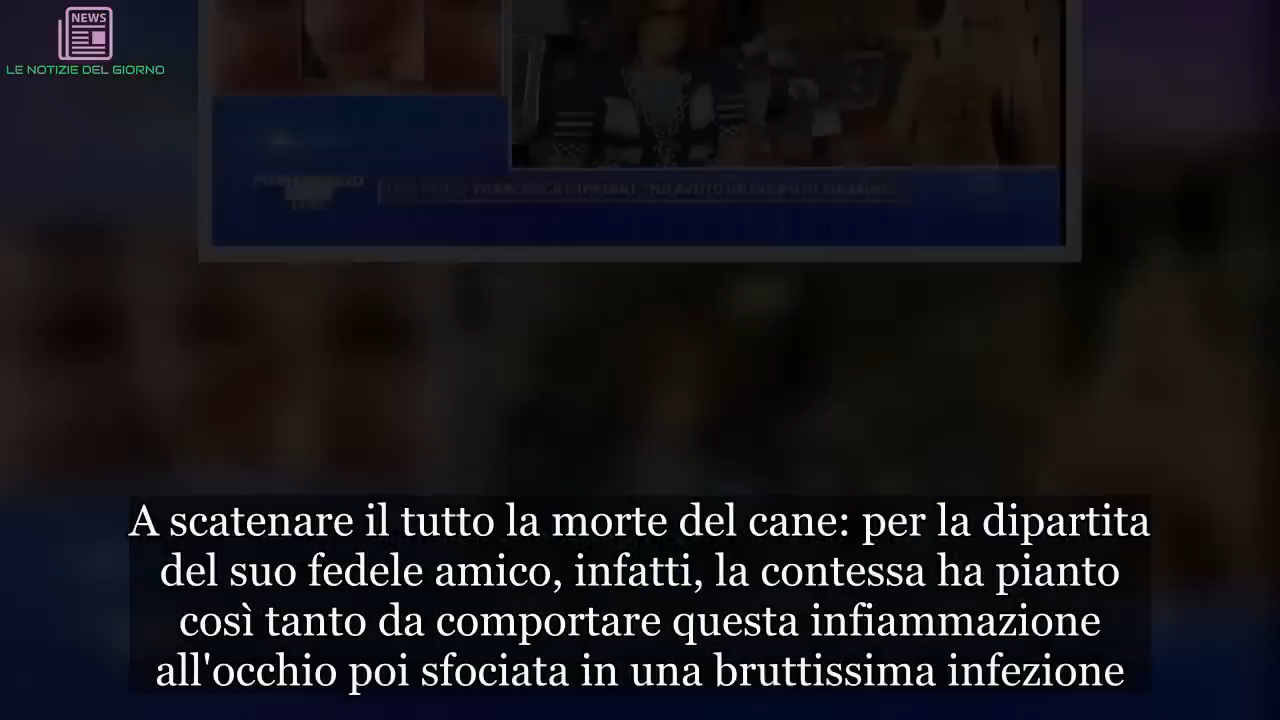 NEWS
LE NOTIZIE DEL GIORNO
A scatenare il tutto la morte del cane: per la dipartita
del suo fedele amico, infatti, la contessa ha pianto
così tanto da comportare questa infiammazione
all'occhio poi sfociata in una bruttissima infezione